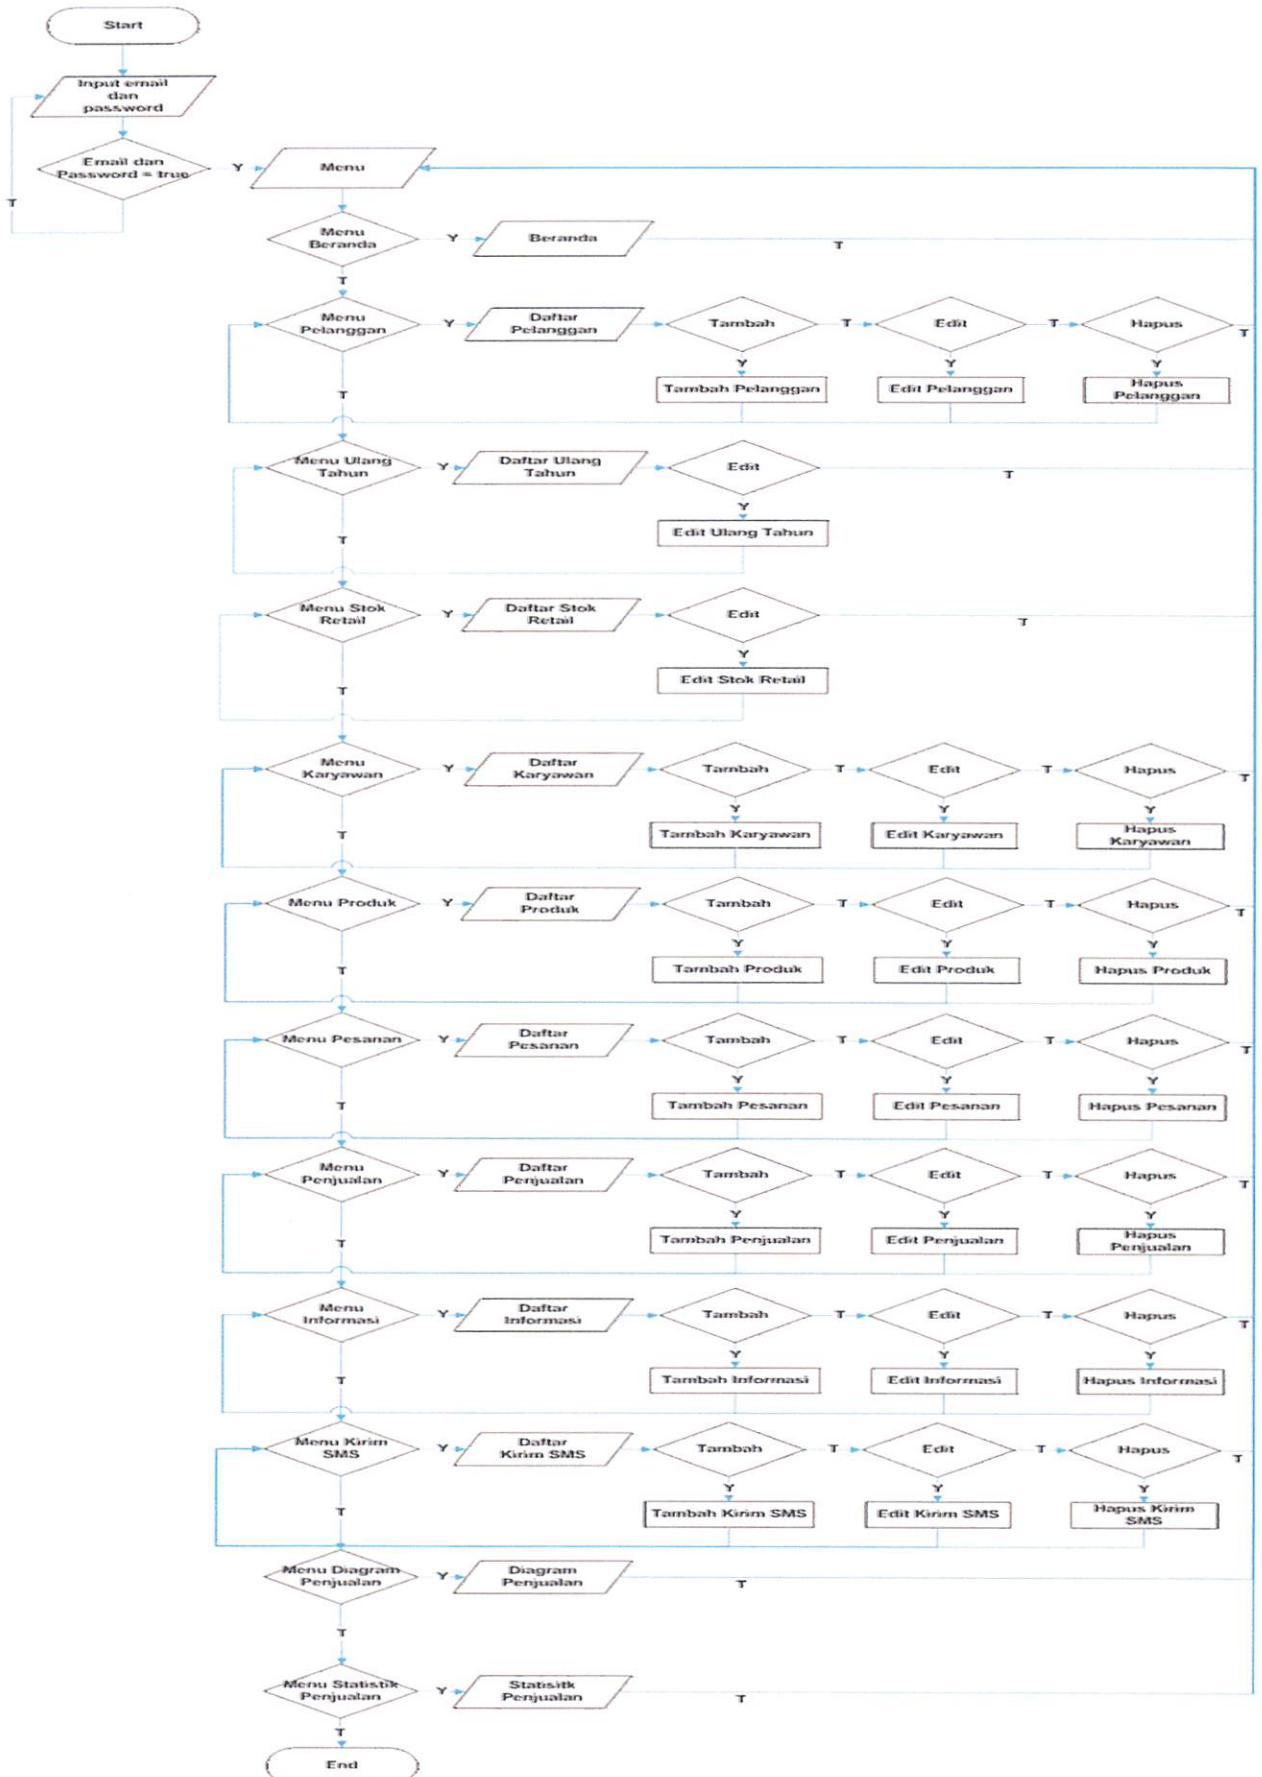 Start
Input email
dan
password
Email dan
Password = true
Y
Menu
T
Menu
Beranda
Y
Beranda
T
T
Menu
Pelanggan
Y
Daftar
Pelanggan
Tambah
T
Edit
T
Hapus
T
Y
Y
Y
Tambah Pelanggan
Edit Pelanggan
Hapus
Pelanggan
T
Menu Ulang
Tahun
Y
Daftar Ulang
Tahun
Edit
T
Y
Edit Ulang Tahun
T
Menu Stok
Retail
Y
Daftar Stok
Retail
Edit
T
Y
Edit Stok Retail
T
Menu
Karyawan
Y
Daftar
Karyawan
Tambah
T
Edit
T
Hapus
T
Y
Y
Y
Tambah Karyawan
Edit Karyawan
Hapus
Karyawan
T
Menu Produk
Y
Daftar
Produk
Tambah
T
Edit
T
Hapus
T
Y
Y
Y
Tambah Produk
Edit Produk
Hapus Produk
T
Menu Pesanan
Y
Daftar
Pesanan
Tambah
T
Edit
T
Hapus
T
Y
Y
Y
Tambah Pesanan
Edit Pesanan
Hapus Pesanan
T
Menu
Penjualan
Y
Daftar
Penjualan
Tambah
T
Edit
T
Hapus
T
Y
Y
Y
Tambah Penjualan
Edit Penjualan
Hapus
Penjualan
T
Menu
Informasi
Y
Daftar
Informasi
Tambah
T
Edit
T
Hapus
T
Y
Y
Y
Tambah Informasi
Edit Informasi
Hapus Informasi
T
Menu Kirim
SMS
Y
Daftar
Kirim SMS
Tambah
T
Edit
T
Hapus
T
Y
Y
Y
Tambah Kirim SMS
Edit Kirim SMS
Hapus Kirim
SMS
T
Menu Diagram
Penjualan
Y
Diagram
Penjualan
T
T
Menu Statistik
Penjualan
Y
Statisitk
Penjualan
T
T
End